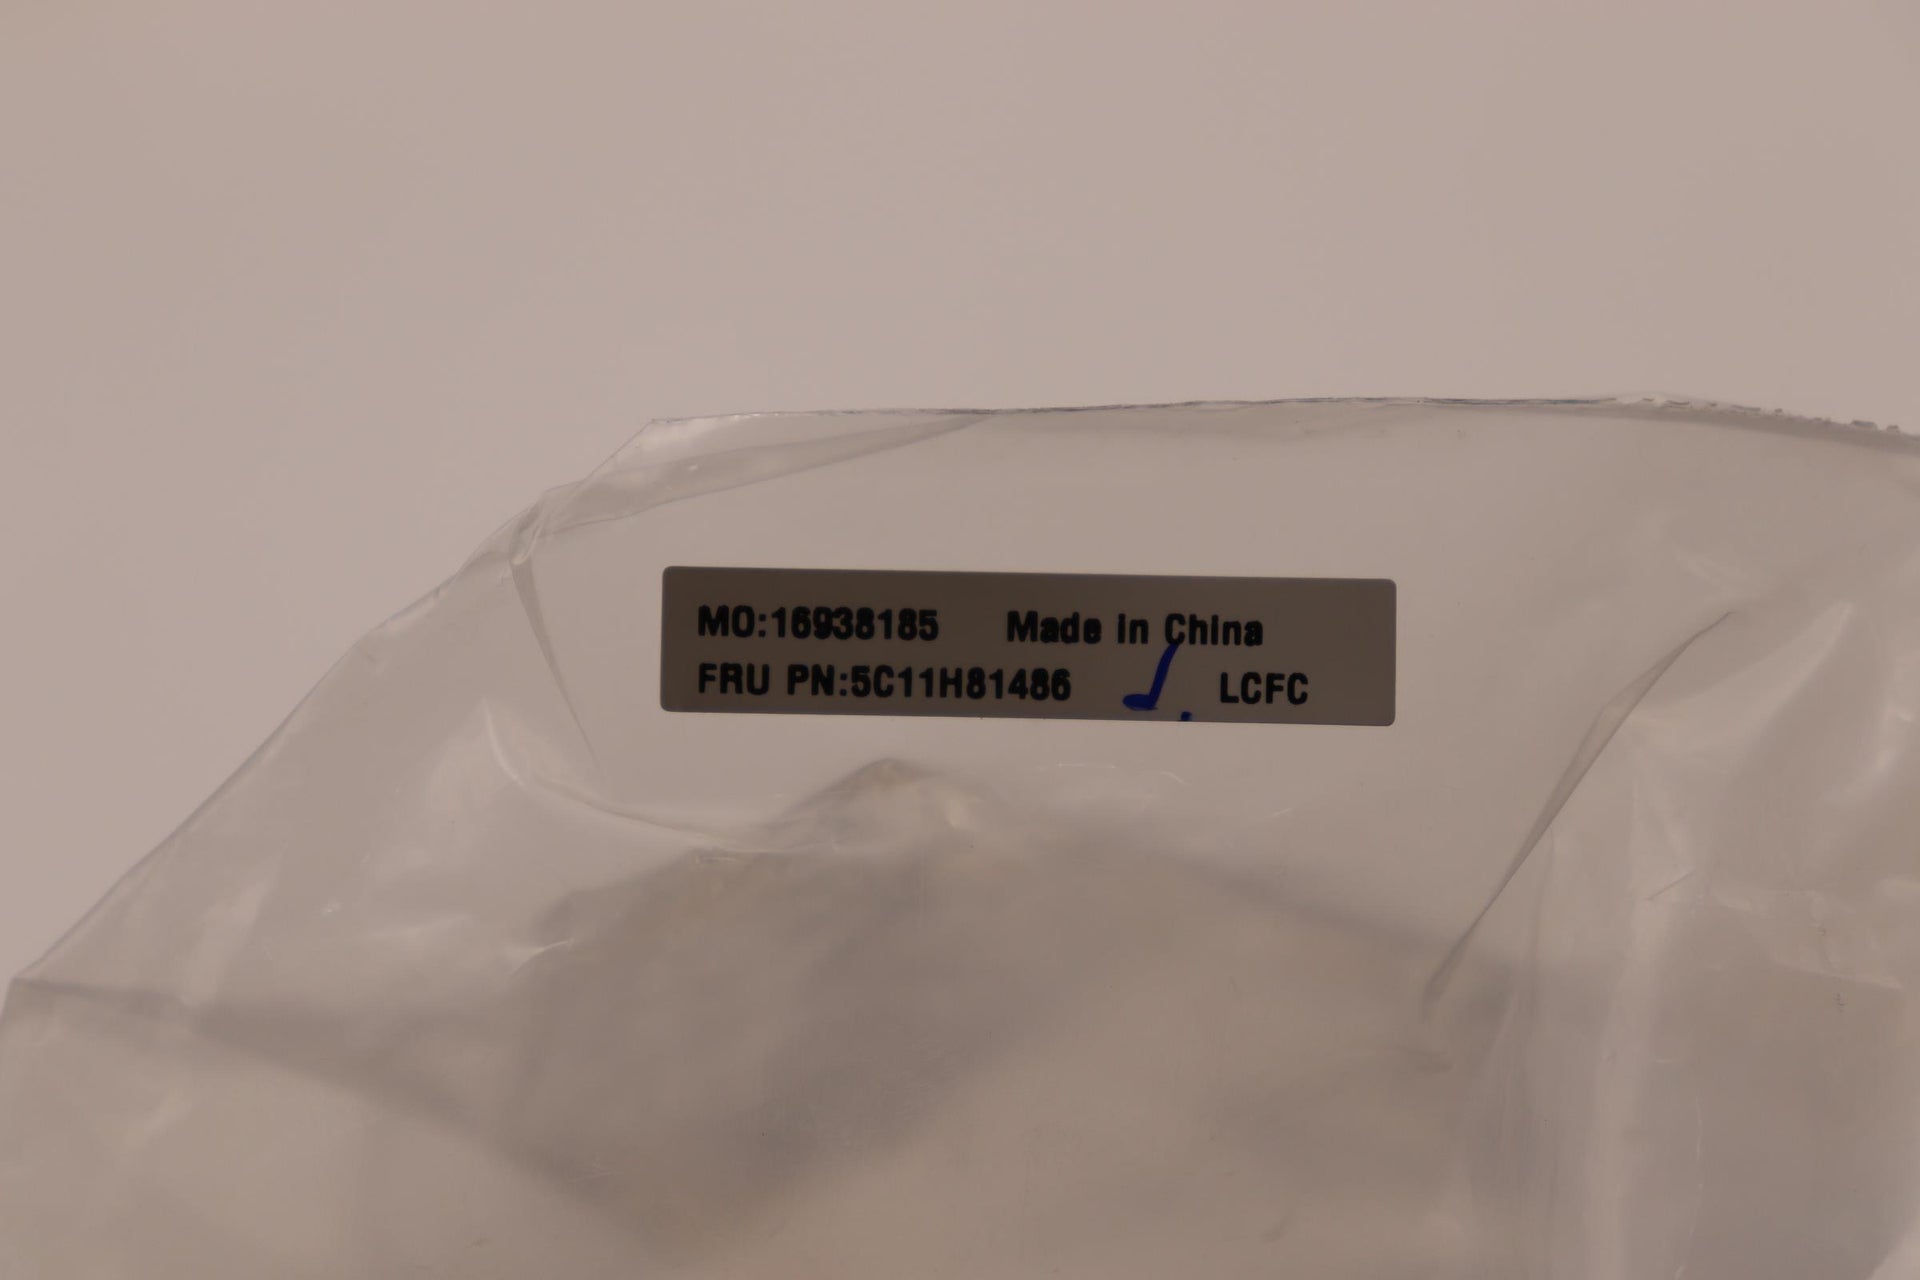 MO:16938185 Made in China
FRU PN:5C11H81486 LCFC